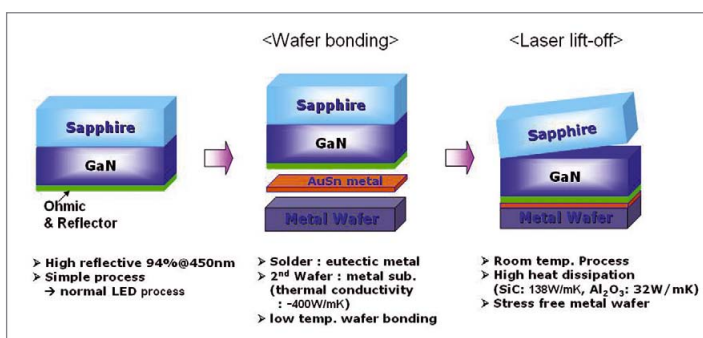 <Wafer bonding>
<Laser lift-off>
Sapphire
GaN
Ohmic
& Reflector
➢ High reflective 94%@450nm
➢ Simple process
→ normal LED process
Sapphire
GaN
AuSn metal
Metal Wafer
➢ Solder : eutectic metal
➢ 2nd Wafer : metal sub.
(thermal conductivity
: ~400W/mK)
➢ low temp. wafer bonding
Sapphire
GaN
Metal Wafer
➢ Room temp. Process
➢ High heat dissipation
(SiC: 138W/mK, Al₂O₃: 32W/mK)
➢ Stress free metal wafer